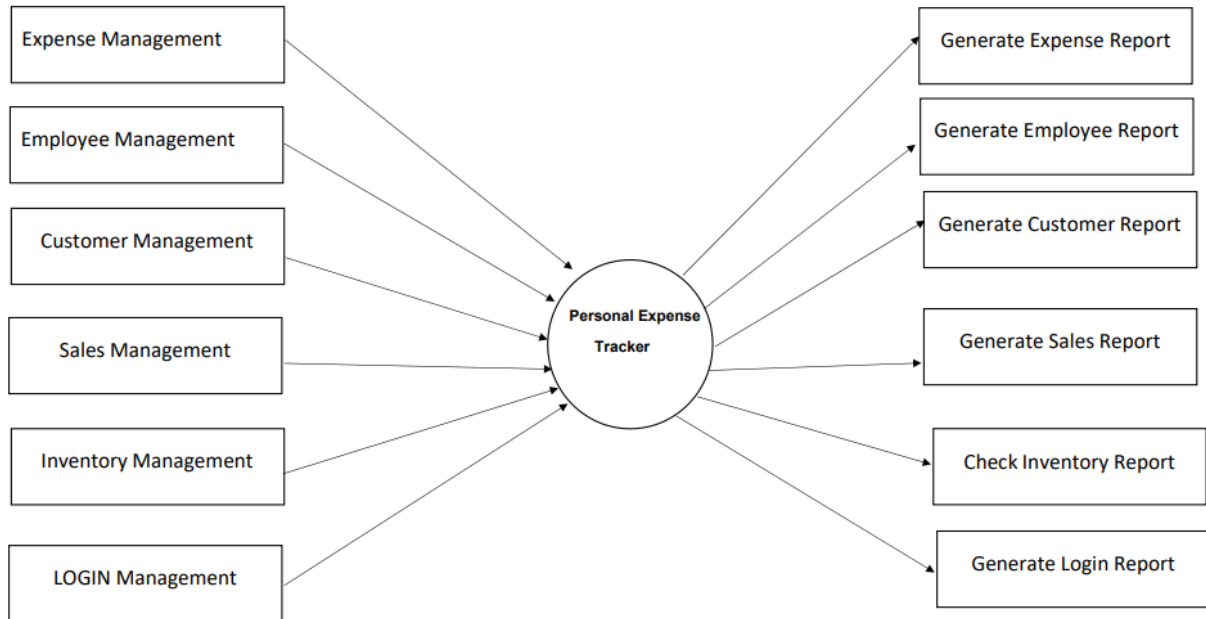 Expense Management
Employee Management
Customer Management
Sales Management
Inventory Management
LOGIN Management
Personal Expense
Tracker
Generate Expense Report
Generate Employee Report
Generate Customer Report
Generate Sales Report
Check Inventory Report
Generate Login Report